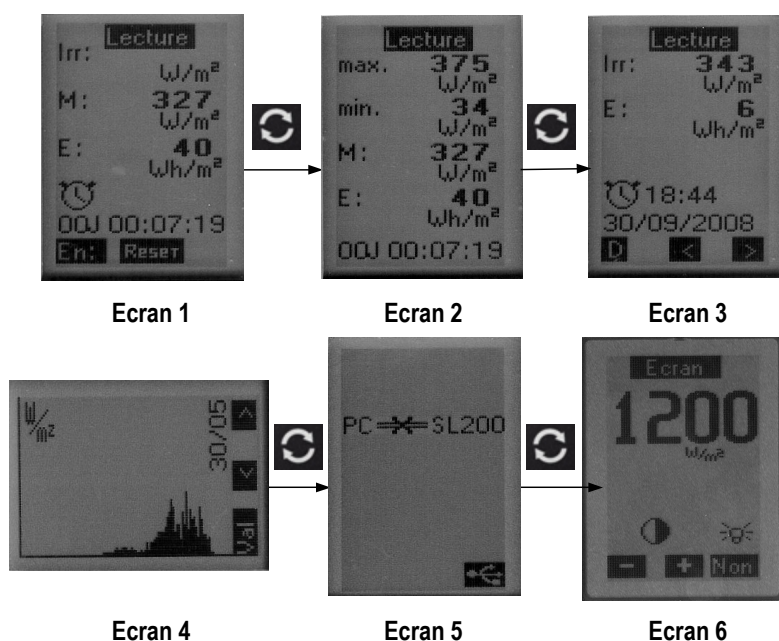 Lecture
Irr:
W/m²
M: 327
W/m²
E: 40
Wh/m²
00J 00:07:19
En: RESET
Ecran 1
Lecture
max. 375
W/m²
min. 34
W/m²
M: 327
W/m²
E: 40
Wh/m²
00J 00:07:19
Ecran 2
Lecture
Irr: 343
W/m²
E: 6
Wh/m²
18:44
30/09/2008
D < >
Ecran 3
W/m2
30/05
Val
Ecran 4
PC SL200
Ecran 5
Ecran
1200
W/m²
- + Non
Ecran 6